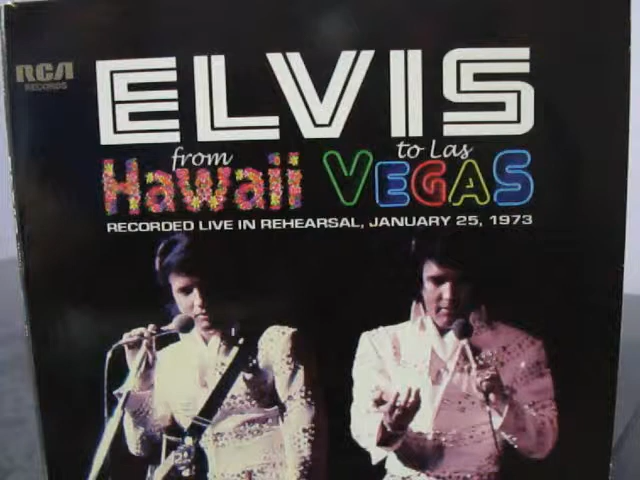 RCA
RECORDS
ELVIS
from to Las
Hawaii VEGAS
RECORDED LIVE IN REHEARSAL, JANUARY 25, 1973